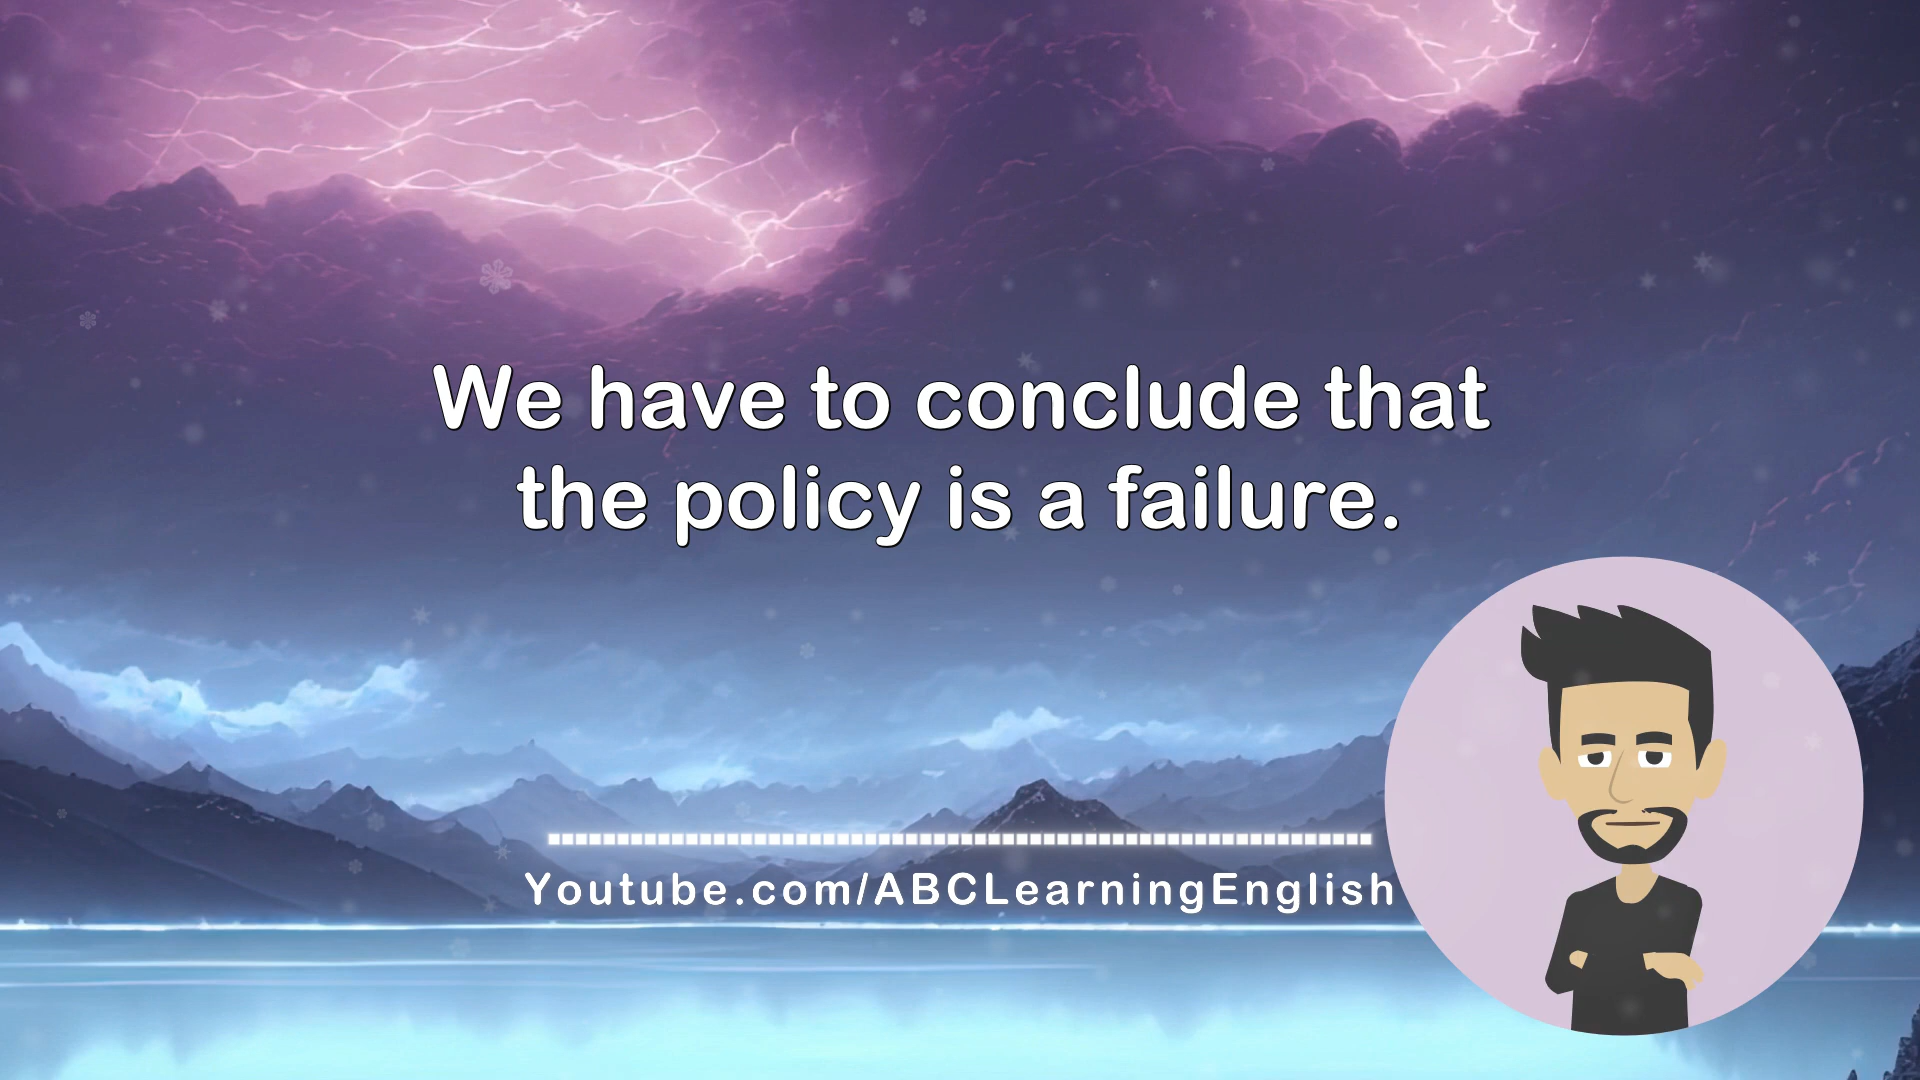 We have to conclude that
the policy is a failure.
Youtube.com/ABCLearningEnglish